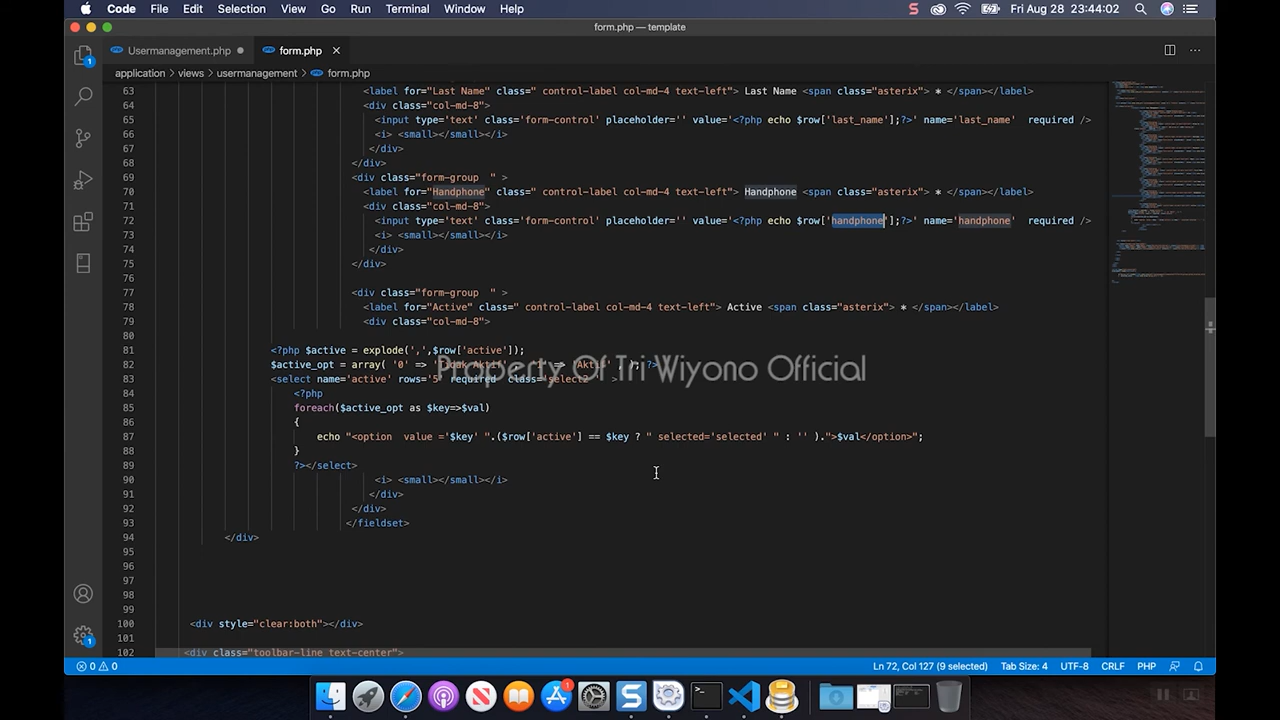 Code File Edit Selection View Go Run Terminal Window Help Fri Aug 28 23:44:02
form.php — template
Usermanagement.php form.php
application > views > usermanagement > form.php
63 <label for="Last Name" class=" control-label col-md-4 text-left"> Last Name <span class="asterix"> * </span></label>
64 <div class="col-md-8">
65 <input type='text' class='form-control' placeholder='' value='<?php echo $row['last_name'];?>' name='last_name' required />
66 <i> <small></small></i>
67 </div>
68 </div>
69 <div class="form-group " >
70 <label for="Handphone" class=" control-label col-md-4 text-left"> Handphone <span class="asterix"> * </span></label>
71 <div class="col-md-8">
72 <input type='text' class='form-control' placeholder='' value='<?php echo $row['handphone'];?>' name='handphone' required />
73 <i> <small></small></i>
74 </div>
75 </div>
76
77 <div class="form-group " >
78 <label for="Active" class=" control-label col-md-4 text-left"> Active <span class="asterix"> * </span></label>
79 <div class="col-md-8">
80
81 <?php $active = explode(',',$row['active']);
82 $active_opt = array( '0' => 'Tidak Aktif' , '1' => 'Aktif' , ); ?>
Property Of Tri Wiyono Official
83 <select name='active' rows='5' required class='select2 ' >
84 <?php
85 foreach($active_opt as $key=>$val)
86 {
87 echo "<option value ='$key' ".($row['active'] == $key ? " selected='selected' " : '' ).">$val</option>";
88 }
89 ?></select>
90 <i> <small></small></i>
91 </div>
92 </div>
93 </fieldset>
94 </div>
95
96
97
98
99
100 <div style="clear:both"></div>
101
102 <div class="toolbar-line text-center">
0 0 Ln 72, Col 127 (9 selected) Tab Size: 4 UTF-8 CRLF PHP